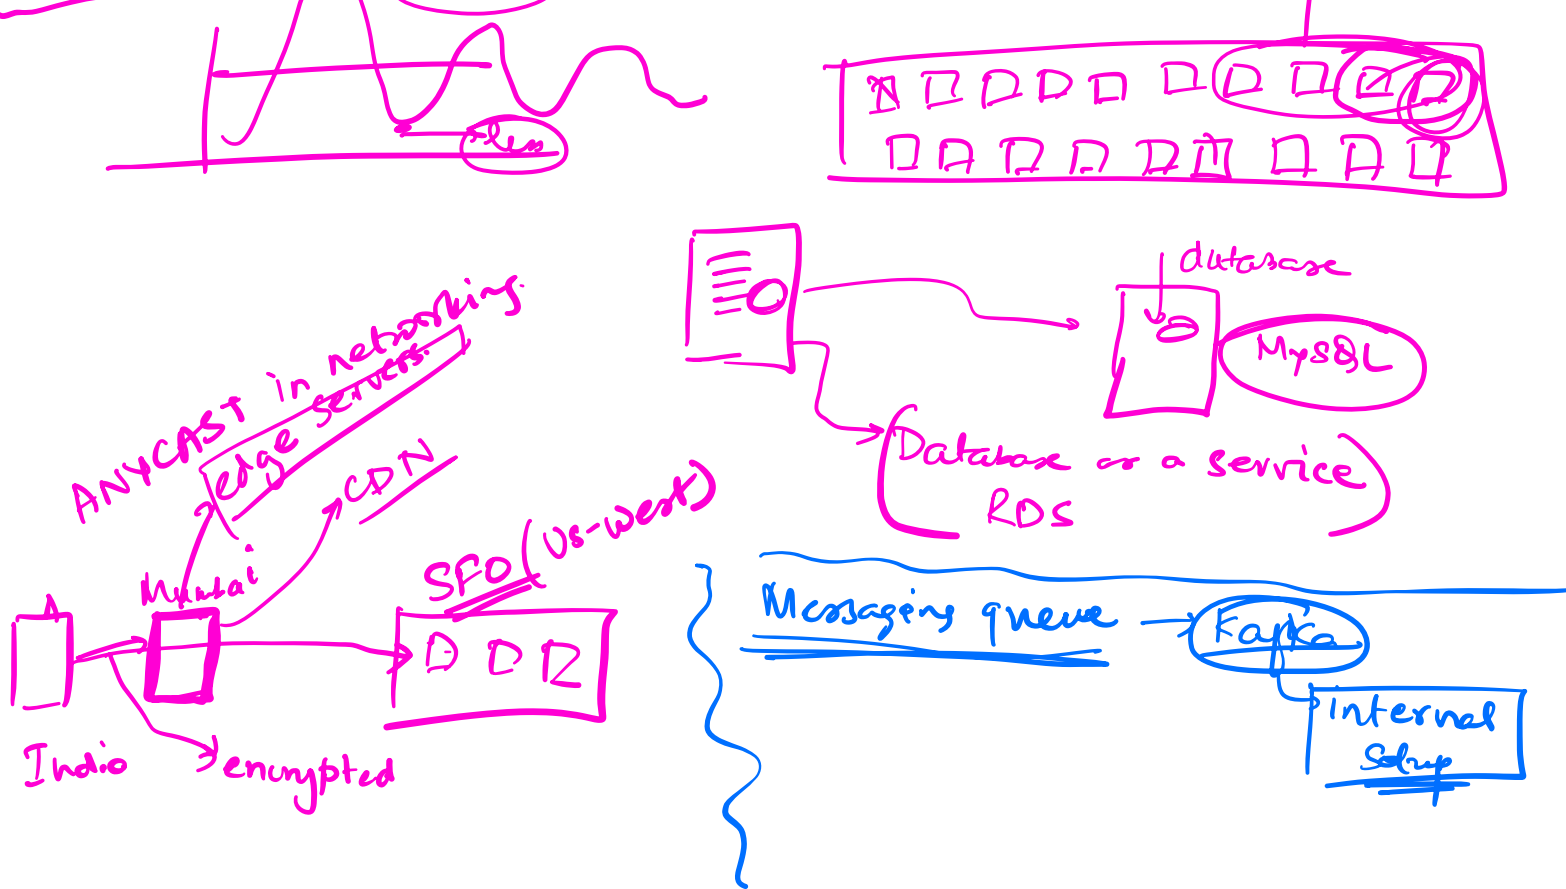 less
database
MySQL
ANYCAST in networking.
edge servers.
CDN
Database as a service
RDS
SFO (US-west)
Mumbai
Messaging queue
Kafka
internal
setup
India
encrypted